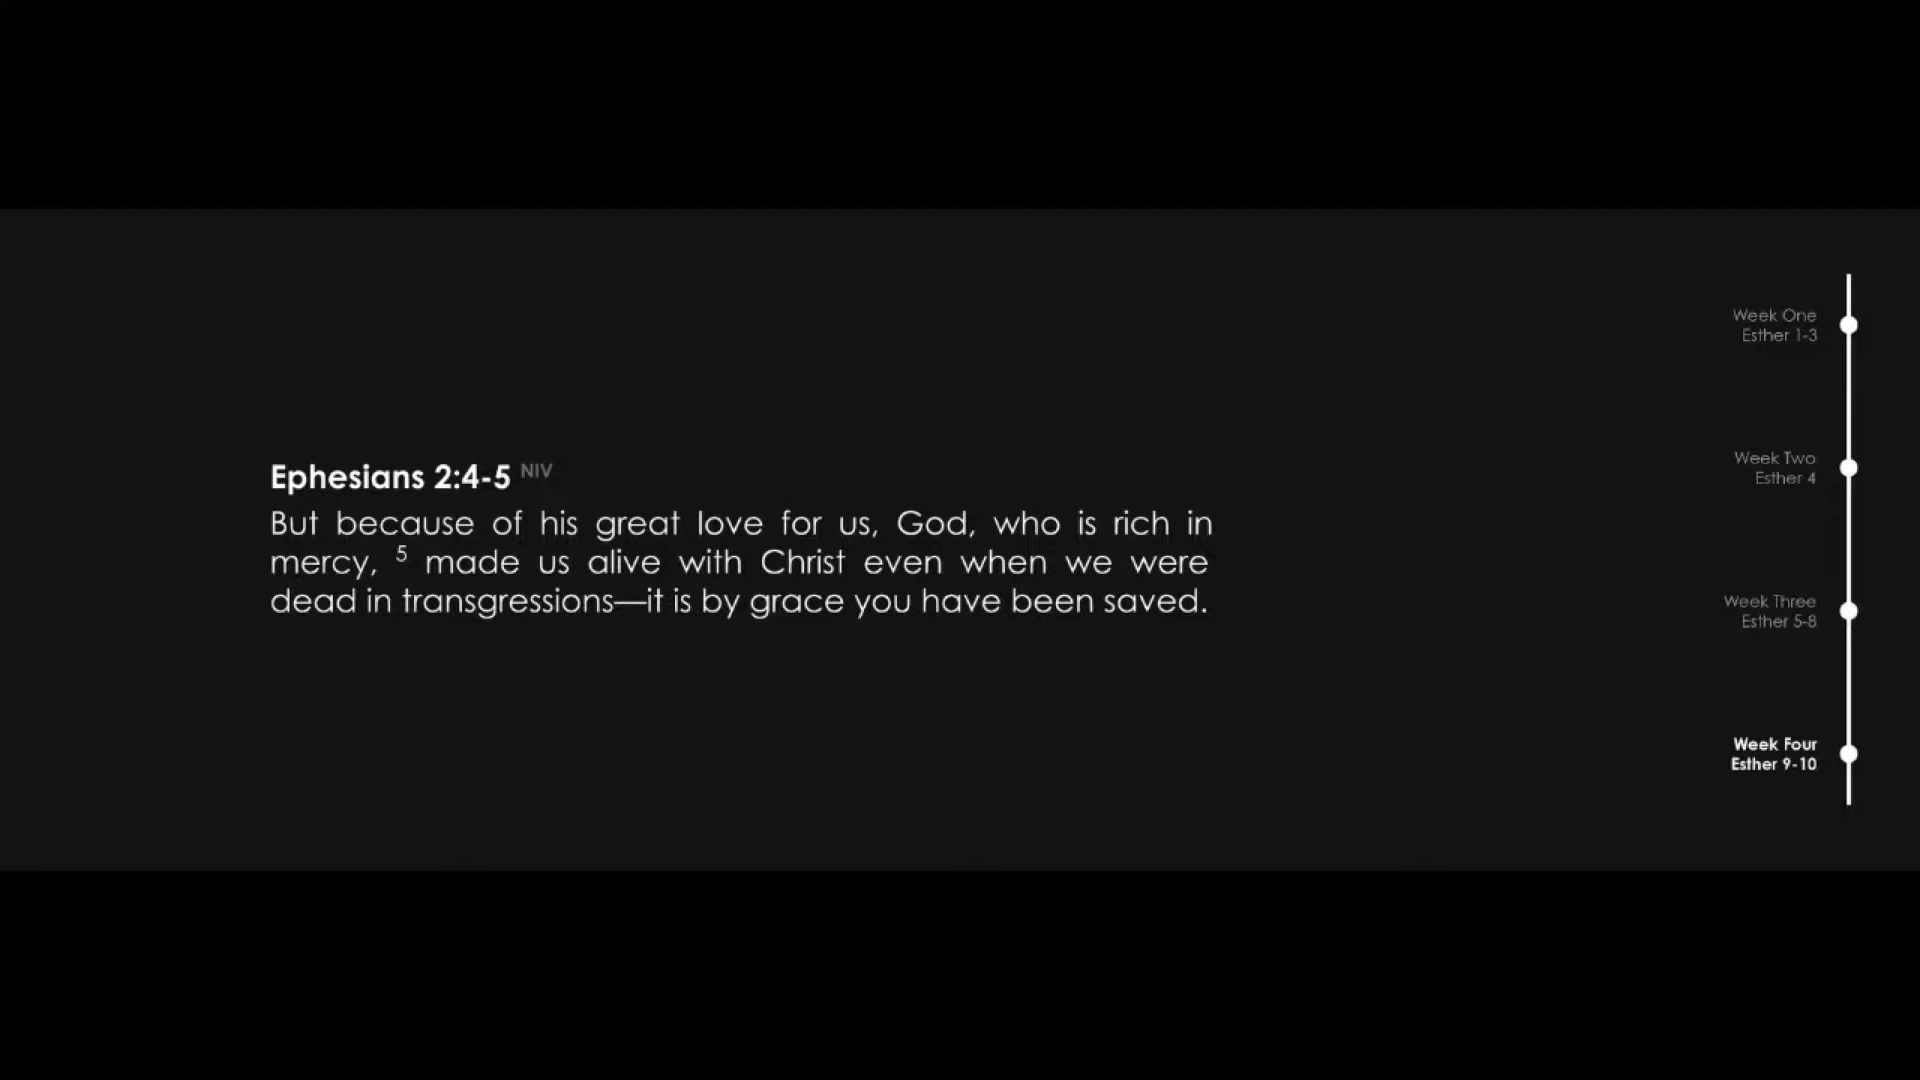 Ephesians 2:4-5 NIV
But because of his great love for us, God, who is rich in
mercy, 5 made us alive with Christ even when we were
dead in transgressions—it is by grace you have been saved.
Week One
Esther 1-3
Week Two
Esther 4
Week Three
Esther 5-8
Week Four
Esther 9-10